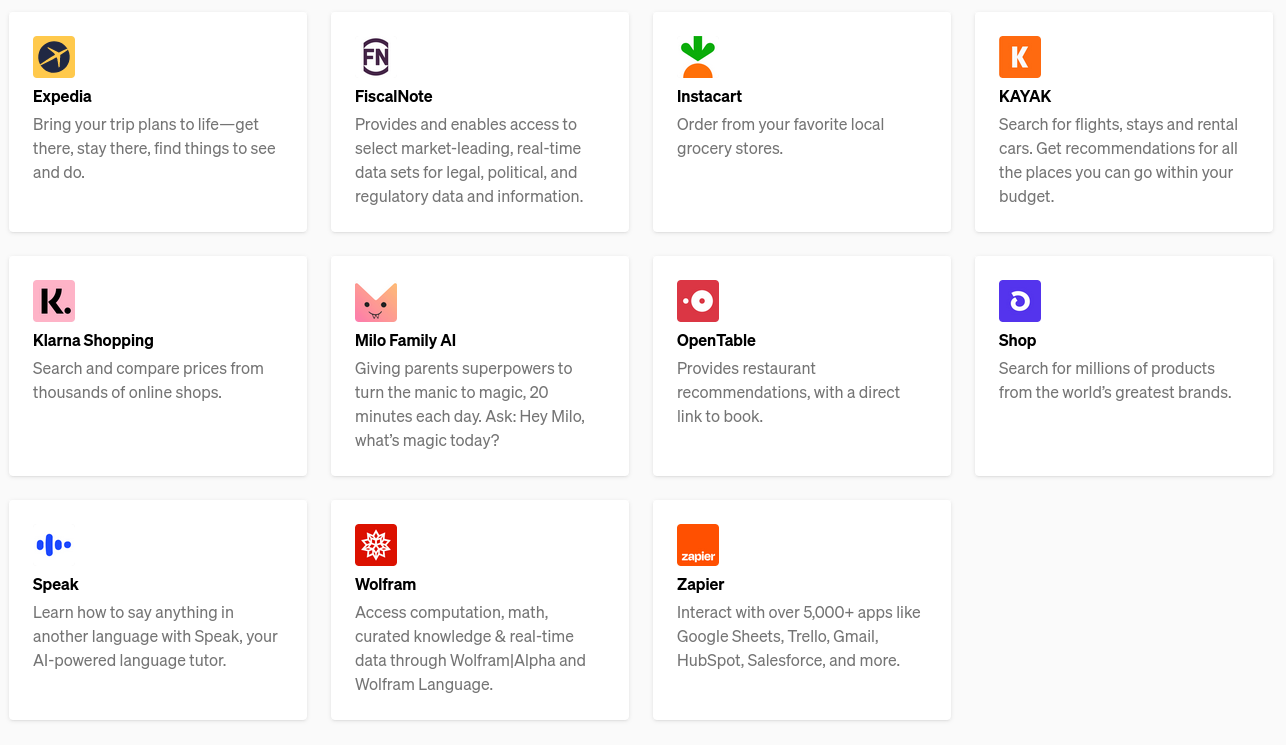 Expedia
Bring your trip plans to life—get
there, stay there, find things to see
and do.
FN
FiscalNote
Provides and enables access to
select market-leading, real-time
data sets for legal, political, and
regulatory data and information.
Instacart
Order from your favorite local
grocery stores.
K
KAYAK
Search for flights, stays and rental
cars. Get recommendations for all
the places you can go within your
budget.
K.
Klarna Shopping
Search and compare prices from
thousands of online shops.
Milo Family AI
Giving parents superpowers to
turn the manic to magic, 20
minutes each day. Ask: Hey Milo,
what’s magic today?
OpenTable
Provides restaurant
recommendations, with a direct
link to book.
Shop
Search for millions of products
from the world’s greatest brands.
Speak
Learn how to say anything in
another language with Speak, your
AI-powered language tutor.
Wolfram
Access computation, math,
curated knowledge & real-time
data through Wolfram|Alpha and
Wolfram Language.
zapier
Zapier
Interact with over 5,000+ apps like
Google Sheets, Trello, Gmail,
HubSpot, Salesforce, and more.